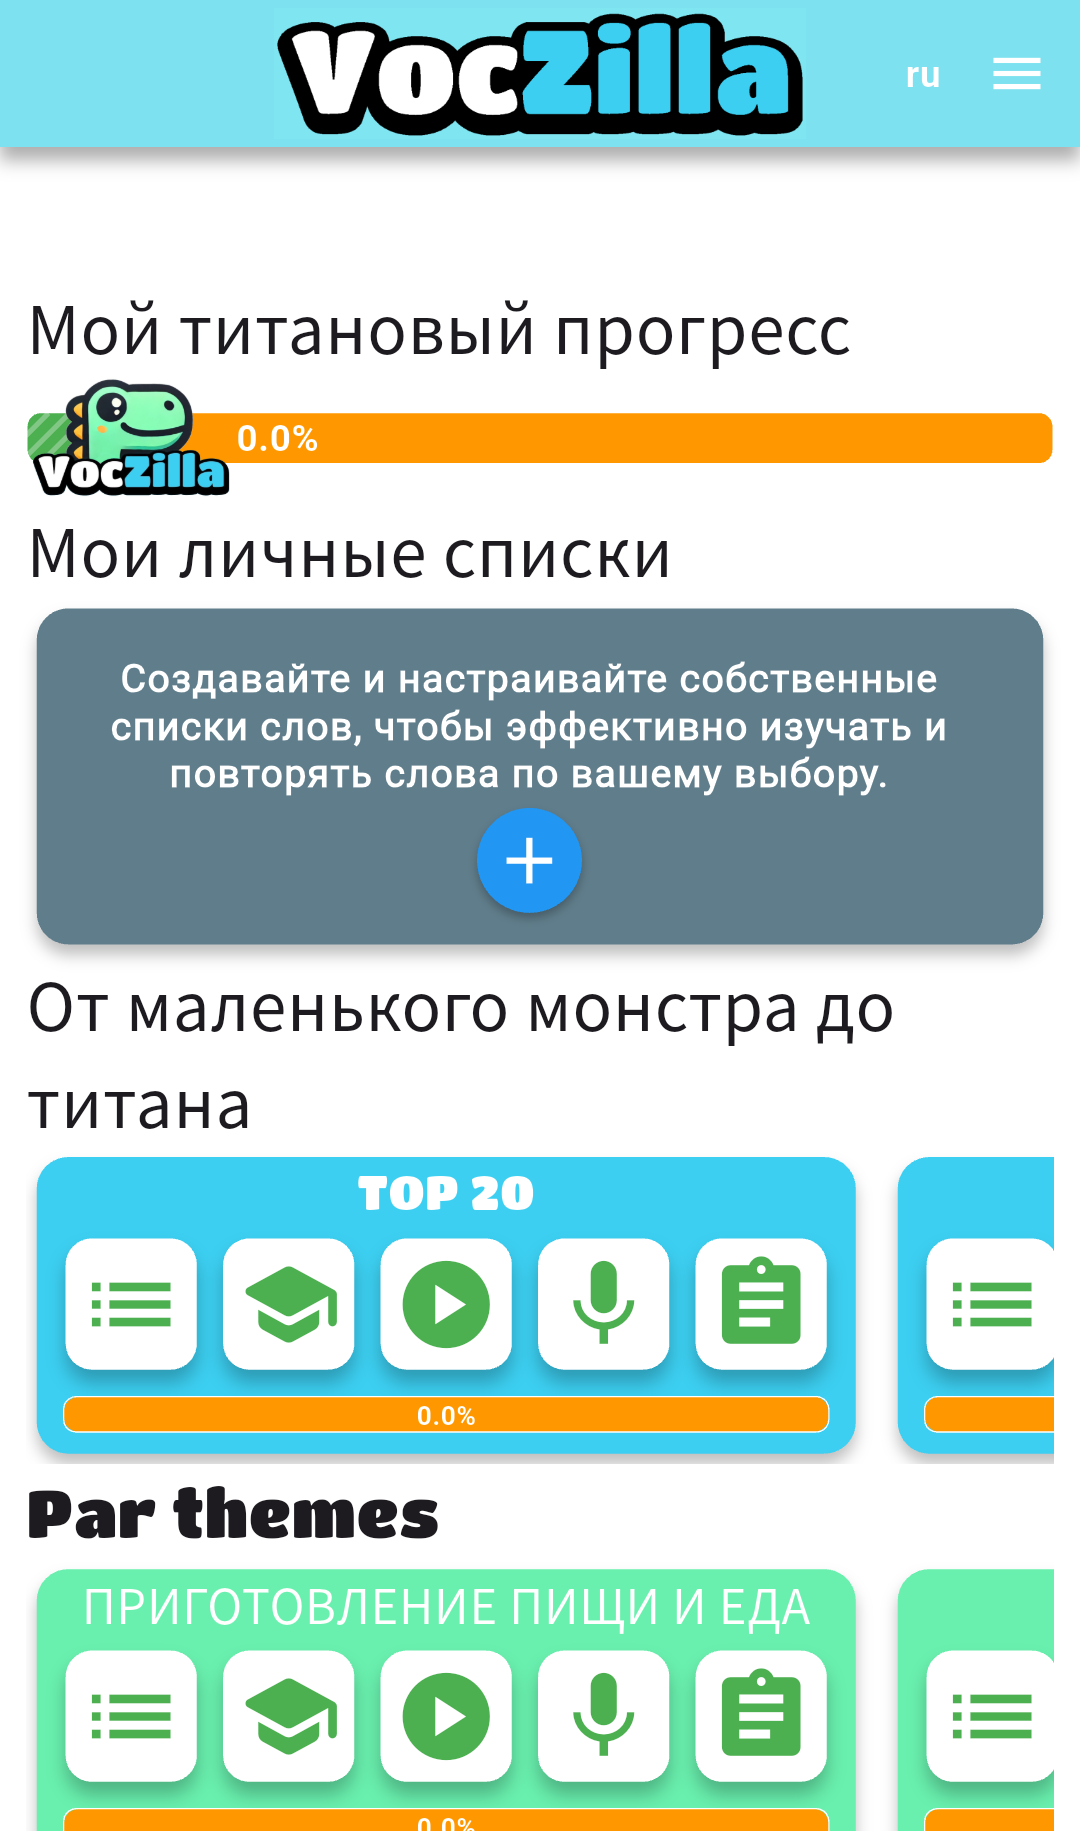 VocZilla
ru
Мой титановый прогресс
0.0%
VocZilla
Мои личные списки
Создавайте и настраивайте собственные
списки слов, чтобы эффективно изучать и
повторять слова по вашему выбору.
От маленького монстра до
титана
TOP 20
0.0%
Par themes
ПРИГОТОВЛЕНИЕ ПИЩИ И ЕДА
0.0%